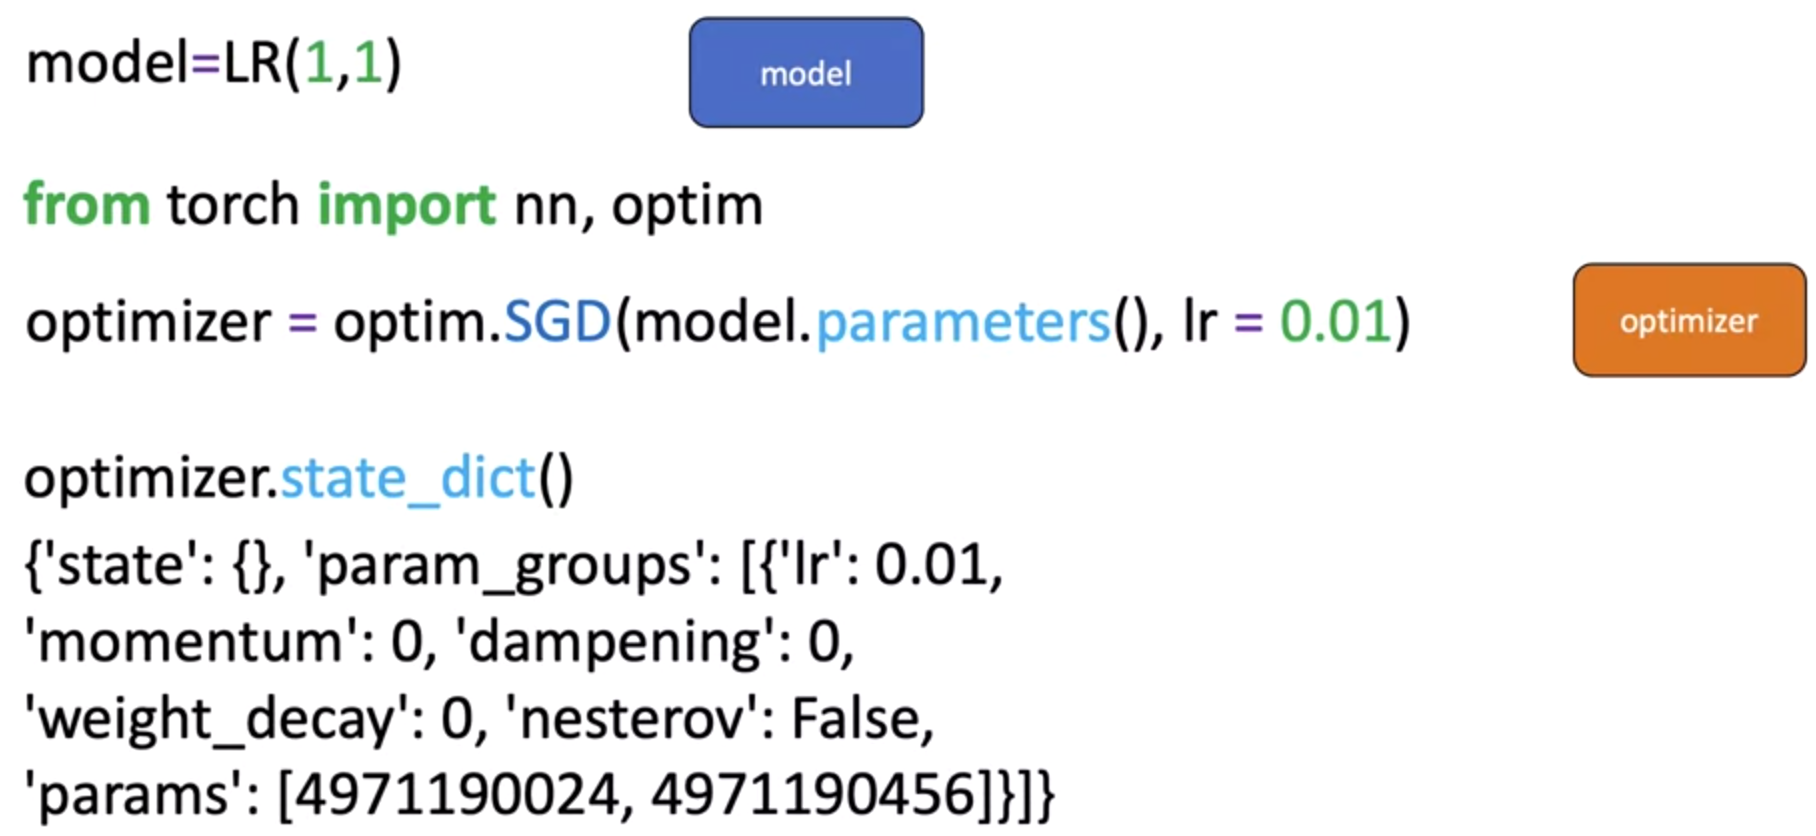 model=LR(1,1)
model
from torch import nn, optim
optimizer = optim.SGD(model.parameters(), lr = 0.01)
optimizer
optimizer.state_dict()
{'state': {}, 'param_groups': [{'lr': 0.01,
'momentum': 0, 'dampening': 0,
'weight_decay': 0, 'nesterov': False,
'params': [4971190024, 4971190456]}]}